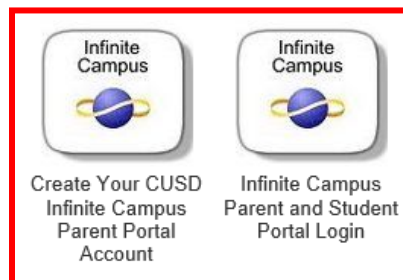 Infinite
Campus
Create Your CUSD
Infinite Campus
Parent Portal
Account
Infinite
Campus
Infinite Campus
Parent and Student
Portal Login